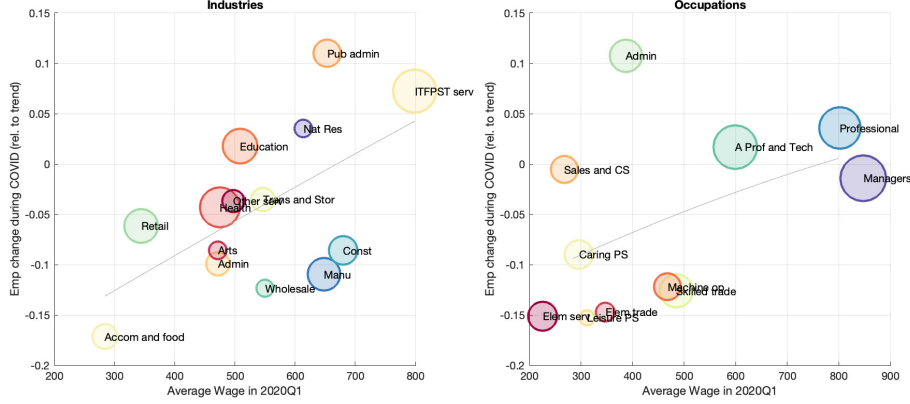 Industries
0.15
0.1
0.05
0
-0.05
-0.1
-0.15
-0.2
Emp change during COVID (rel. to trend)
Pub admin
ITFPST serv
Nat Res
Education
Trans and Stor
Other serv
Health
Retail
Arts
Const
Admin
Manu
Wholesale
Accom and food
200 300 400 500 600 700 800
Average Wage in 2020Q1
Occupations
0.15
0.1
0.05
0
-0.05
-0.1
-0.15
-0.2
Emp change during COVID (rel. to trend)
Admin
Professional
A Prof and Tech
Sales and CS
Managers
Caring PS
Machine op
Skilled trade
Elem trade
Elem serv
Leisure PS
200 300 400 500 600 700 800 900
Average Wage in 2020Q1